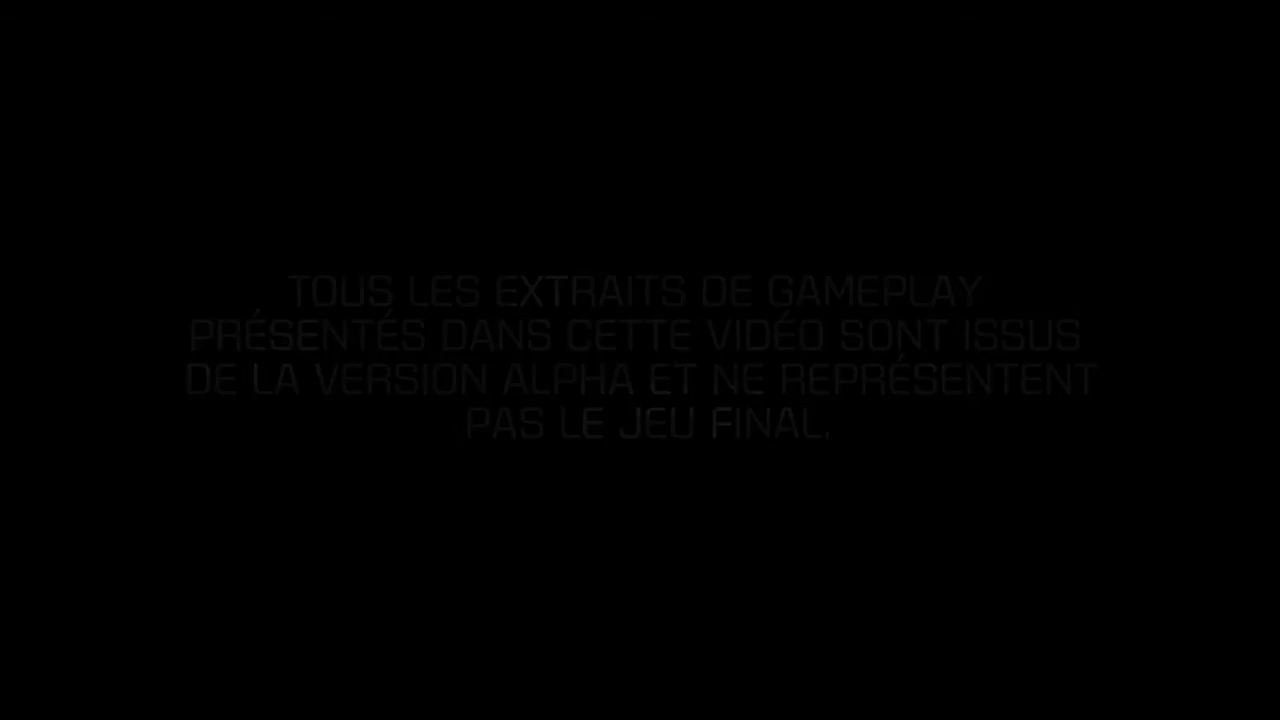 TOUS LES EXTRAITS DE GAMEPLAY
PRÉSENTÉS DANS CETTE VIDÉO SONT ISSUS
DE LA VERSION ALPHA ET NE REPRÉSENTENT
PAS LE JEU FINAL.